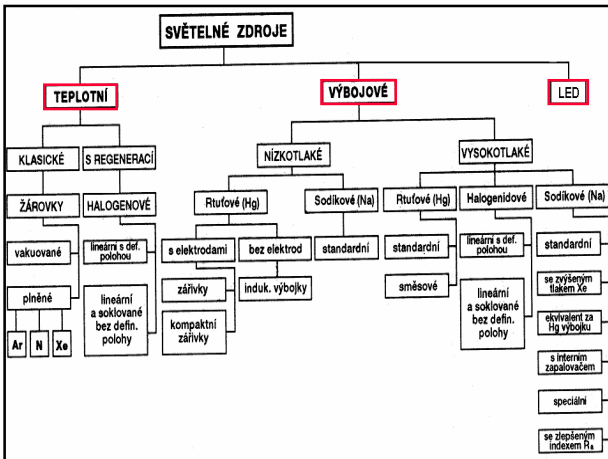 SVĚTELNÉ ZDROJE
TEPLOTNÍ
VÝBOJOVÉ
LED
KLASICKÉ
S REGENERACÍ
NÍZKOTLAKÉ
VYSOKOTLAKÉ
ŽÁROVKY
HALOGENOVÉ
Rtuťové (Hg)
Sodíkové (Na)
Rtuťové (Hg)
Halogenidové
Sodíkové (Na)
vakuované
lineární s def.
polohou
s elektrodami
bez elektrod
standardní
standardní
lineární s def.
polohou
standardní
plněné
lineární
a soklované
bez defin.
polohy
zářivky
induk. výbojky
směsové
lineární
a soklované
bez defin.
polohy
se zvýšeným
tlakem Xe
Ar
N
Xe
kompaktní
zářivky
ekvivalent za
Hg výbojku
s interním
zapalovačem
speciální
se zlepšeným
indexem Ra